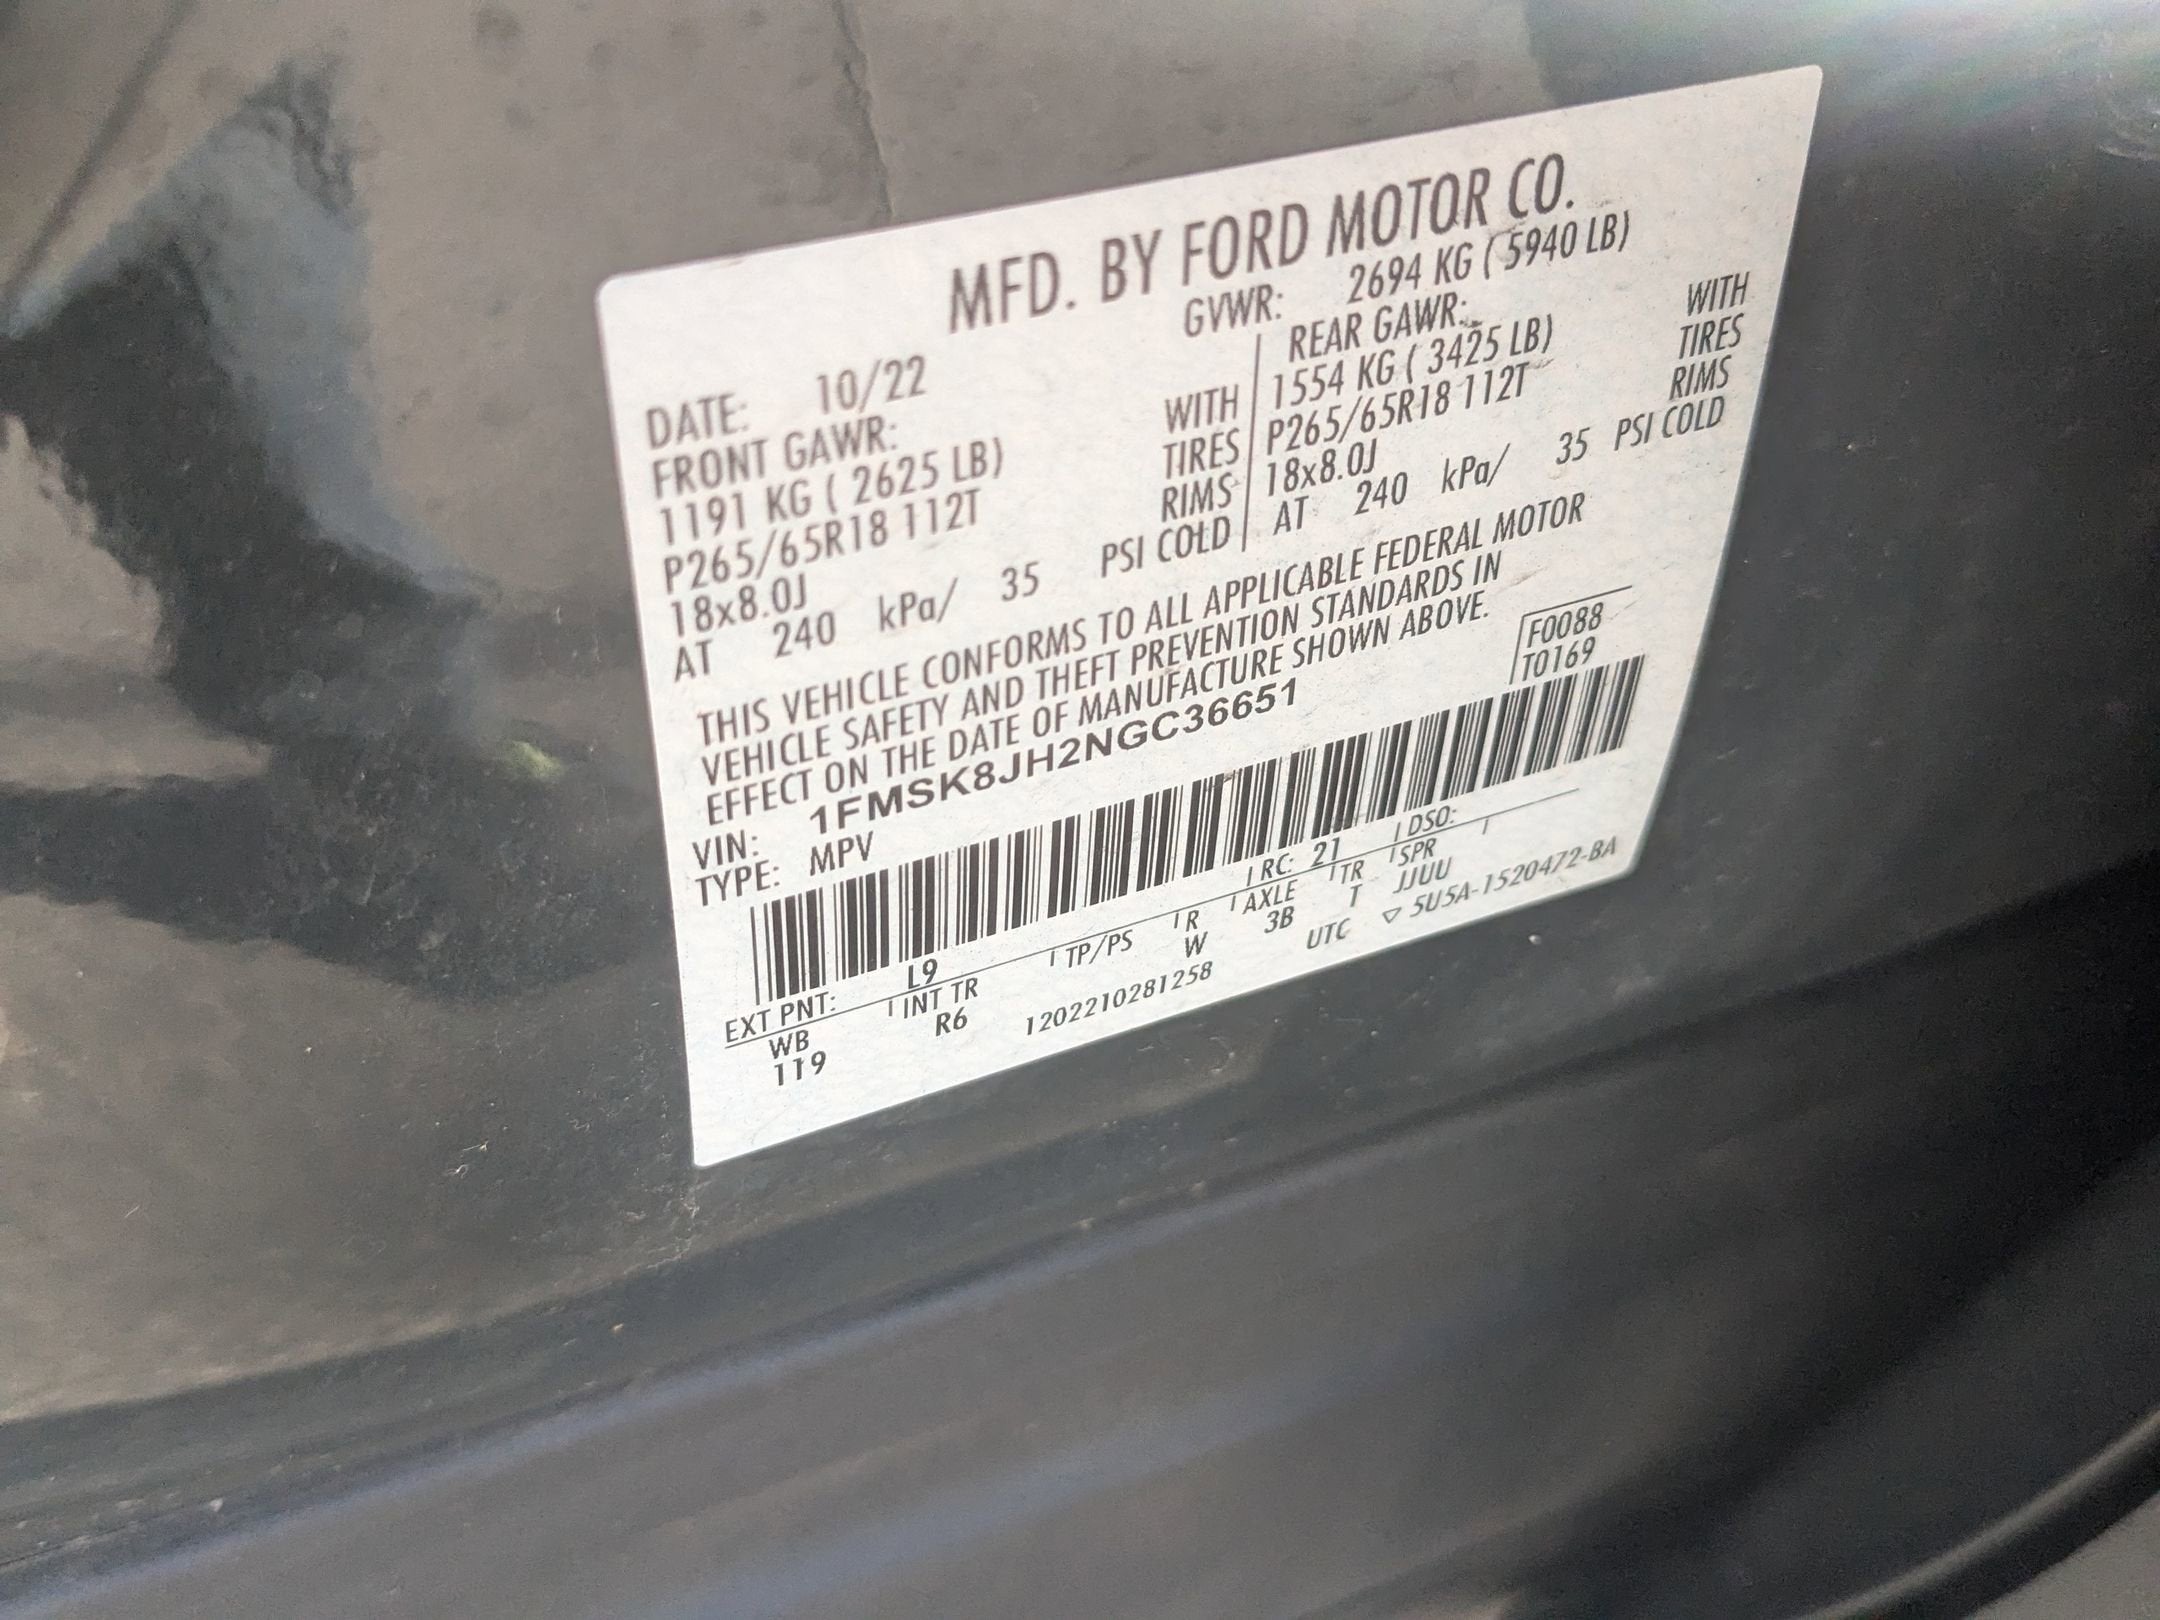 MFD. BY FORD MOTOR CO.
DATE: 10/22 GVWR: 2694 KG ( 5940 LB)
FRONT GAWR: REAR GAWR:
1191 KG ( 2625 LB) WITH 1554 KG ( 3425 LB) WITH
P265/65R18 112T TIRES P265/65R18 112T TIRES
18x8.0J RIMS 18x8.0J RIMS
AT 240 kPa/ 35 PSI COLD AT 240 kPa/ 35 PSI COLD
THIS VEHICLE CONFORMS TO ALL APPLICABLE FEDERAL MOTOR
VEHICLE SAFETY AND THEFT PREVENTION STANDARDS IN
EFFECT ON THE DATE OF MANUFACTURE SHOWN ABOVE.
VIN: 1FMSK8JH2NGC36651 F0088
TYPE: MPV T0169
EXT PNT: L9 RC: 21 DSO:
WB INT TR TP/PS R AXLE TR SPR
119 R6 W 3B T JJUU
1202210281258 UTC ▽ 5U5A-1520472-BA